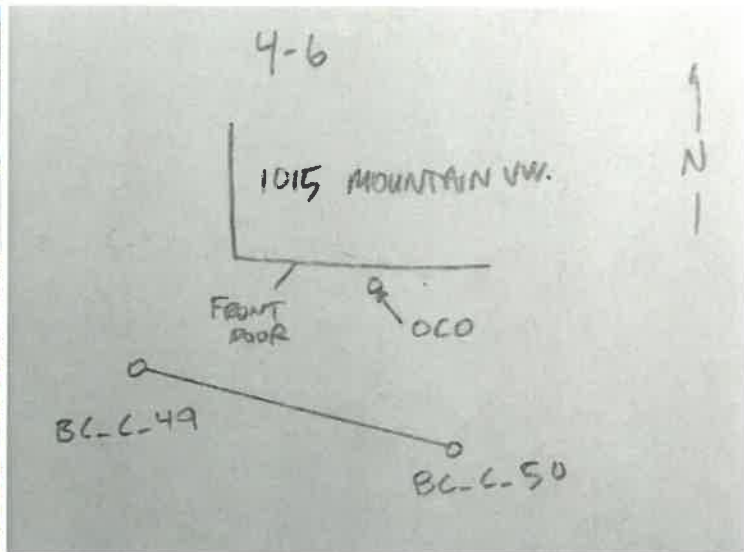 4-6
1015 MOUNTAIN VW.
N
FRONT
DOOR
OCO
BC-C-49
BC-C-50